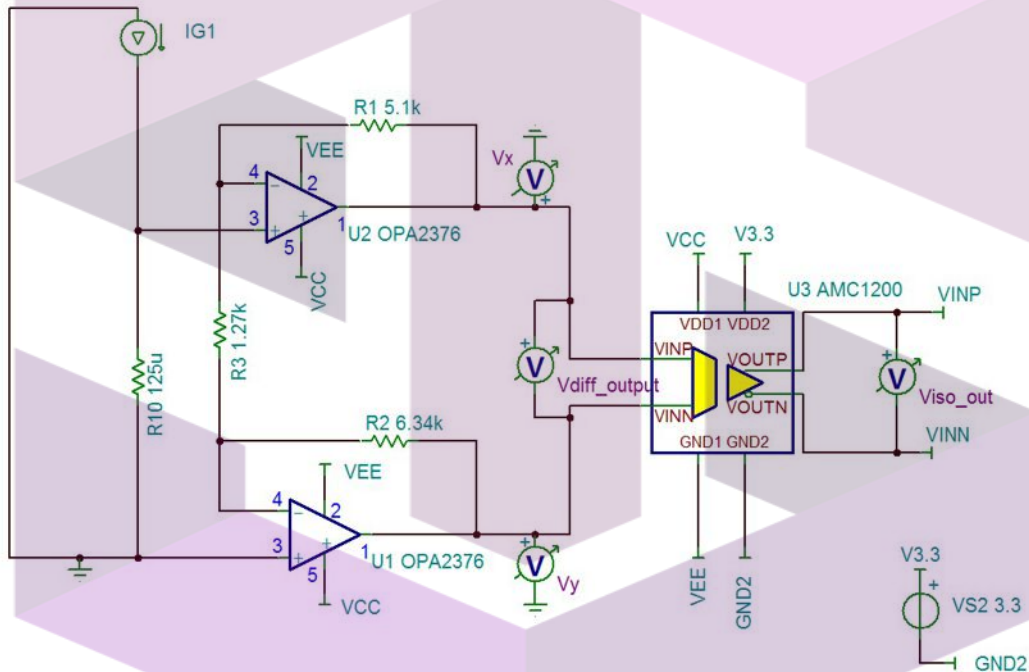 IG1
R1 5.1k
VEE
Vx
4
2
3
1
5
U2 OPA2376
VCC
VCC
V3.3
U3 AMC1200
VINP
VDD1 VDD2
VINP
VOUTP
R3 1.27k
V
V
V
Vdiff_output
Viso_out
R10 125u
VINN
VOUTN
R2 6.34k
GND1 GND2
VINN
VEE
4
2
3
1
5
U1 OPA2376
V
Vy
VCC
VEE
GND2
V3.3
VS2 3.3
GND2